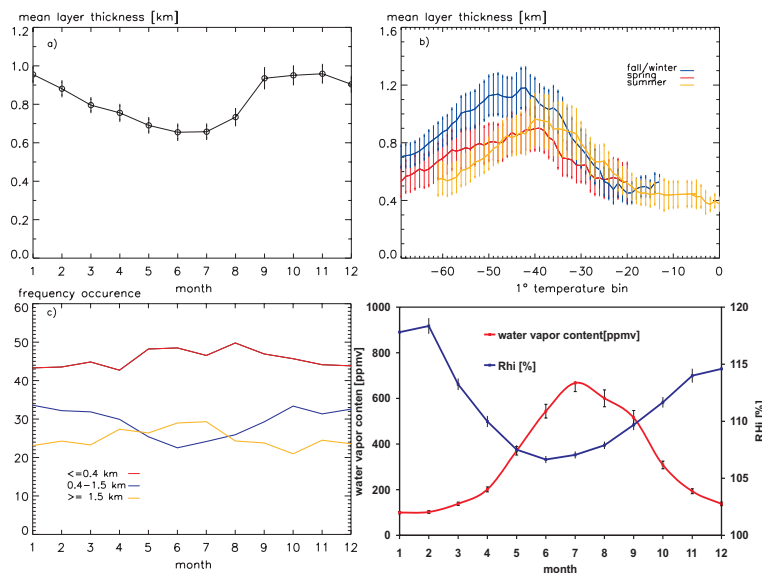 mean layer thickness [km]
a)
1.2
1.0
0.8
0.6
0.4
0.2
0.0
1 2 3 4 5 6 7 8 9 10 11 12
month
mean layer thickness [km]
b)
fall/winter
spring
summer
1.6
1.2
0.8
0.4
0.0
−60 −50 −40 −30 −20 −10 0
1° temperature bin
frequency occurence
c)
60
50
40
30
20
10
0
<=0.4 km
0.4−1.5 km
>= 1.5 km
1 2 3 4 5 6 7 8 9 10 11 12
month
1000
800
600
400
200
0
water vapor conten [ppmv]
water vapor content[ppmv]
Rhi [%]
120
115
110
105
100
RHi [%]
1 2 3 4 5 6 7 8 9 10 11 12
month